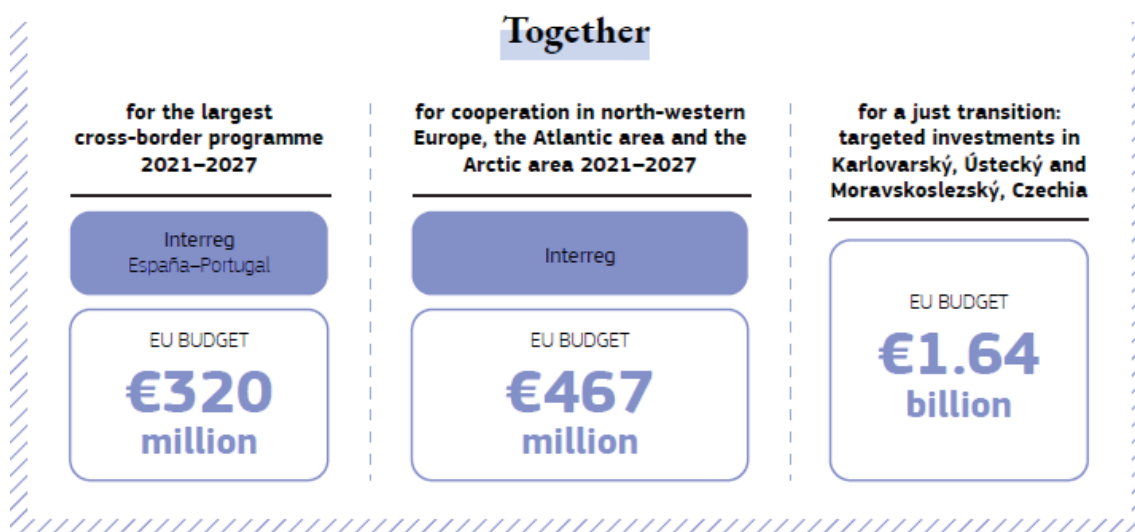 Together
for the largest
cross-border programme
2021–2027
Interreg
España–Portugal
EU BUDGET
€320
million
for cooperation in north-western
Europe, the Atlantic area and the
Arctic area 2021–2027
Interreg
EU BUDGET
€467
million
for a just transition:
targeted investments in
Karlovarský, Ústecký and
Moravskoslezský, Czechia
EU BUDGET
€1.64
billion